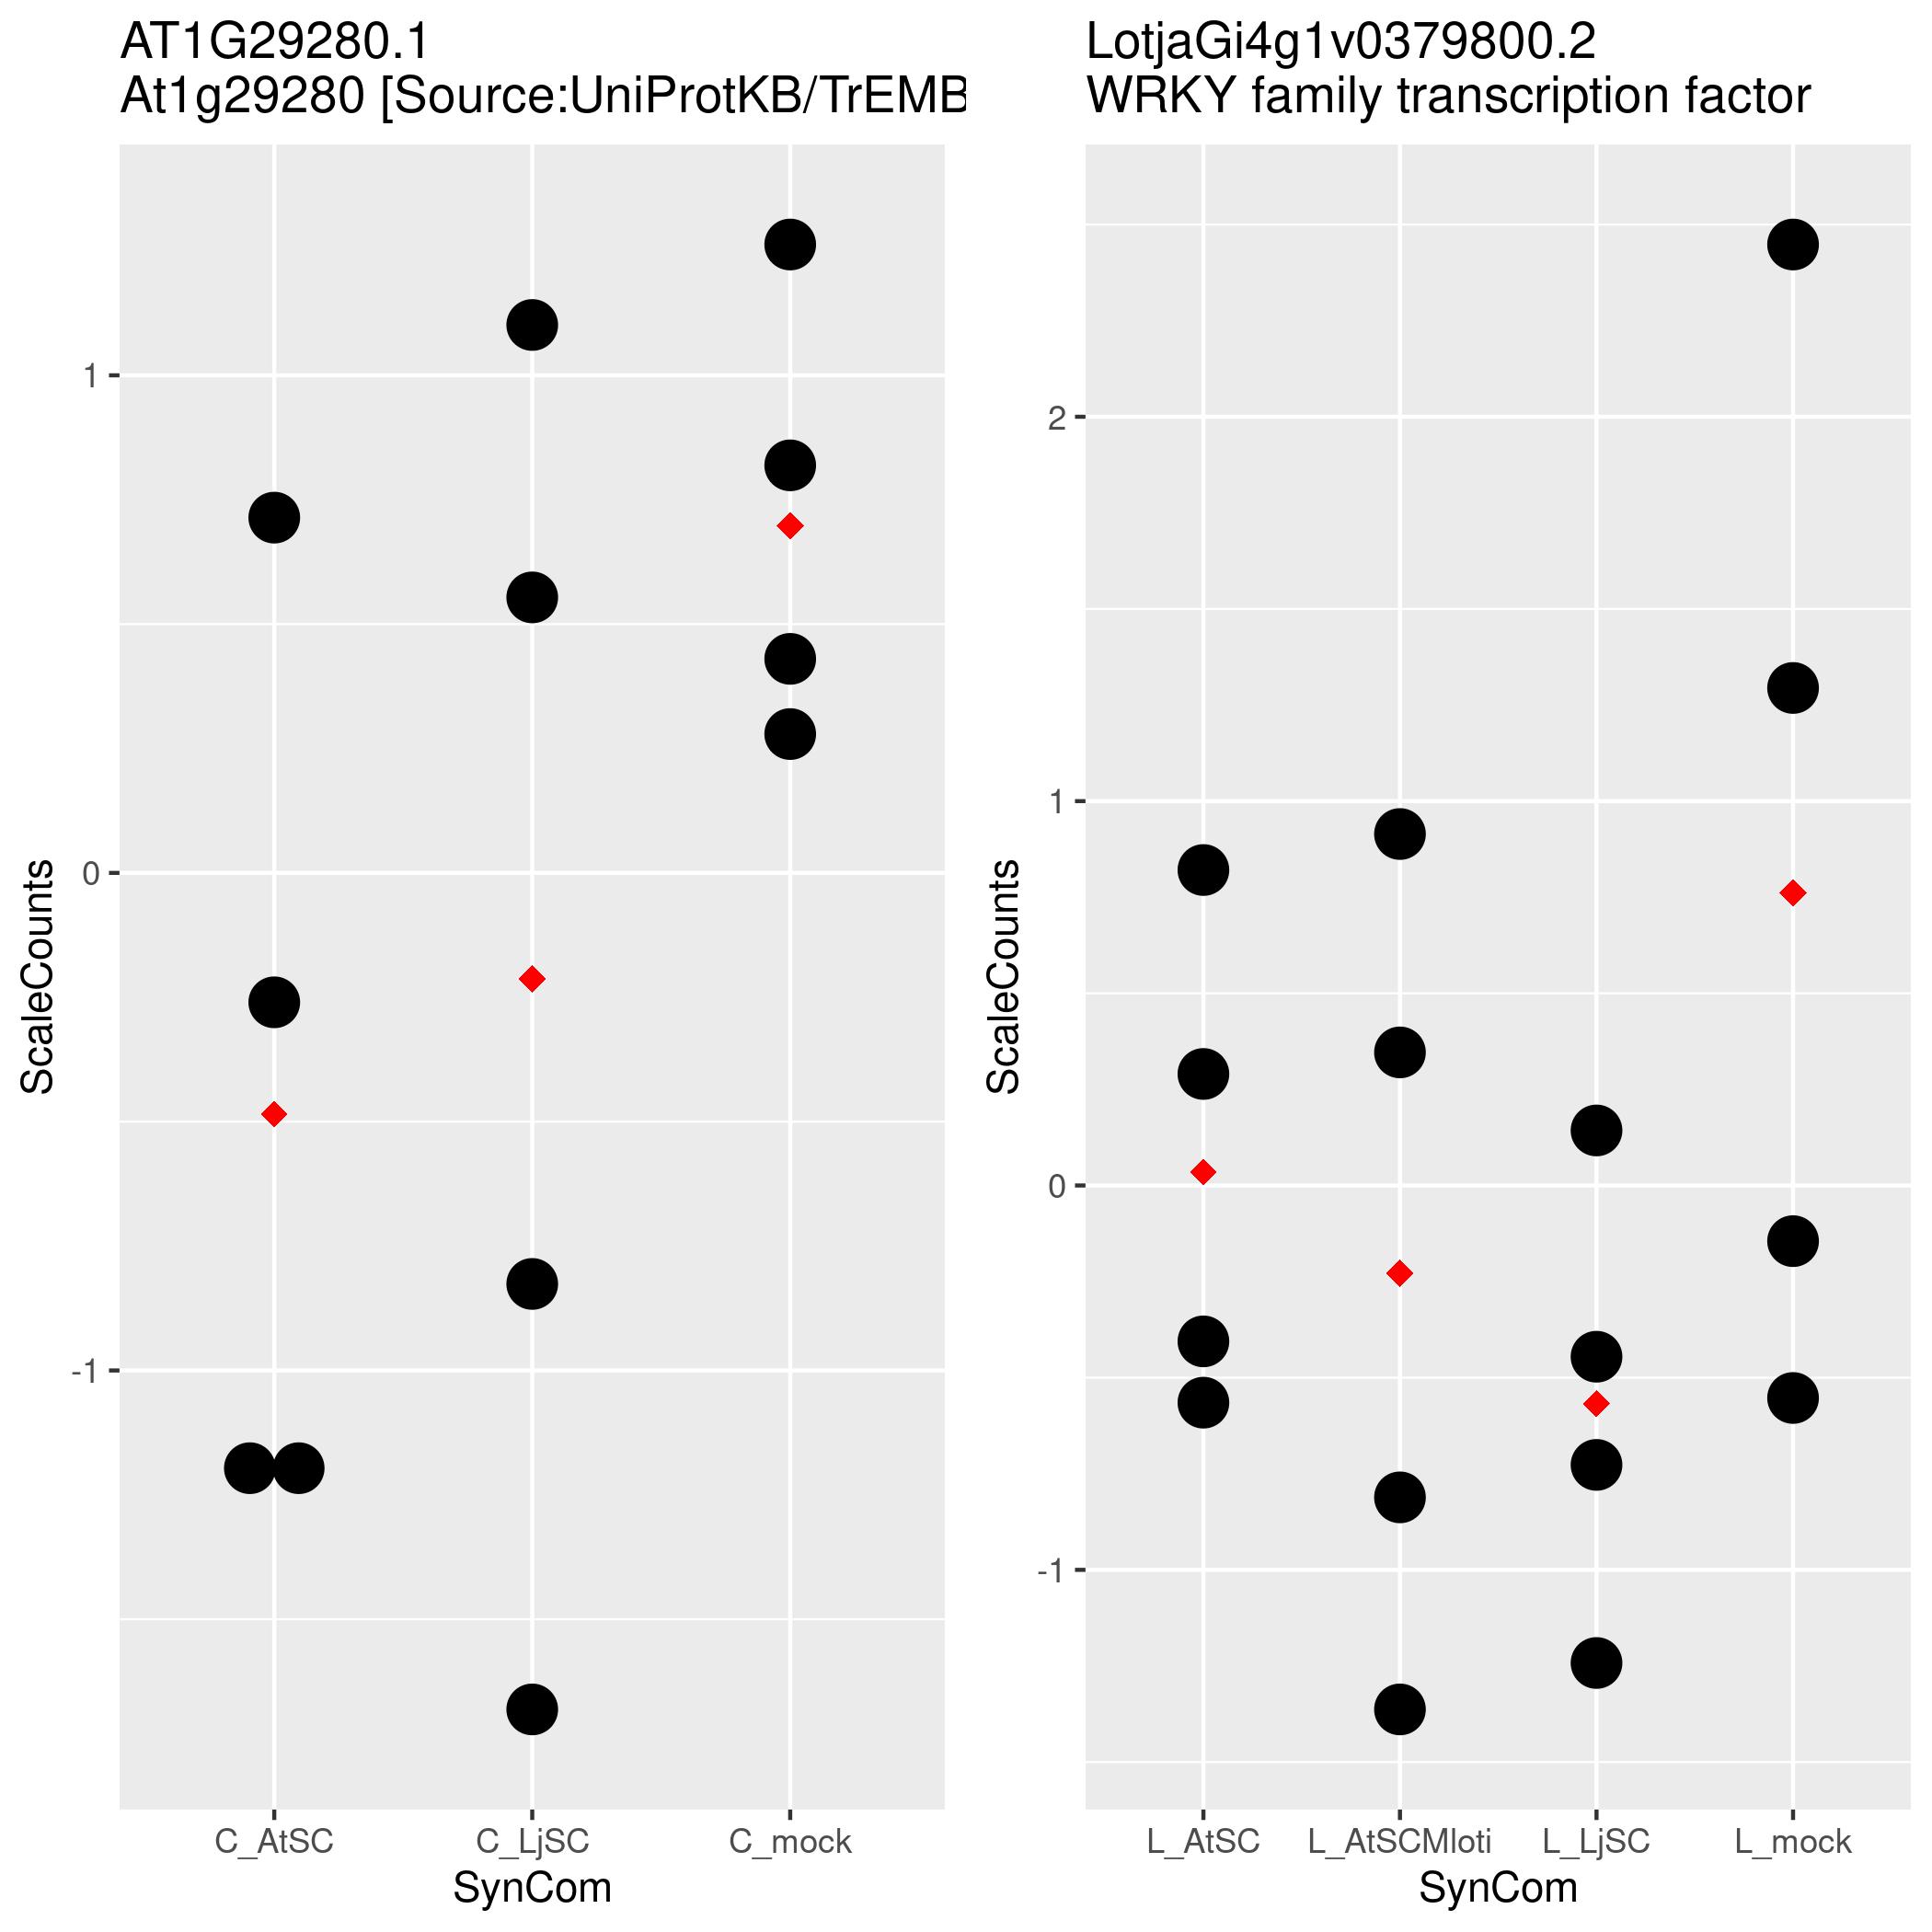 AT1G29280.1
At1g29280 [Source:UniProtKB/TrEMB
ScaleCounts
1
0
-1
C_AtSC C_LjSC C_mock
SynCom
LotjaGi4g1v0379800.2
WRKY family transcription factor
ScaleCounts
2
1
0
-1
L_AtSC L_AtSCMloti L_LjSC L_mock
SynCom